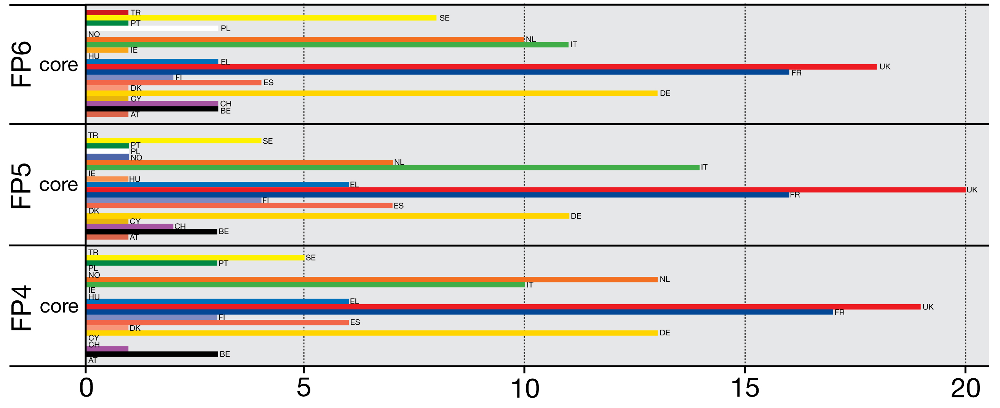 FP6
core
TR
SE
PT
PL
NO
NL
IT
IE
HU
EL
UK
FR
FI
ES
DK
DE
CY
CH
BE
AT
FP5
core
TR
SE
PT
PL
NO
NL
IT
IE
HU
EL
UK
FR
FI
ES
DK
DE
CY
CH
BE
AT
FP4
core
TR
SE
PT
PL
NO
NL
IT
IE
HU
EL
UK
FR
FI
ES
DK
DE
CY
CH
BE
AT
0 5 10 15 20